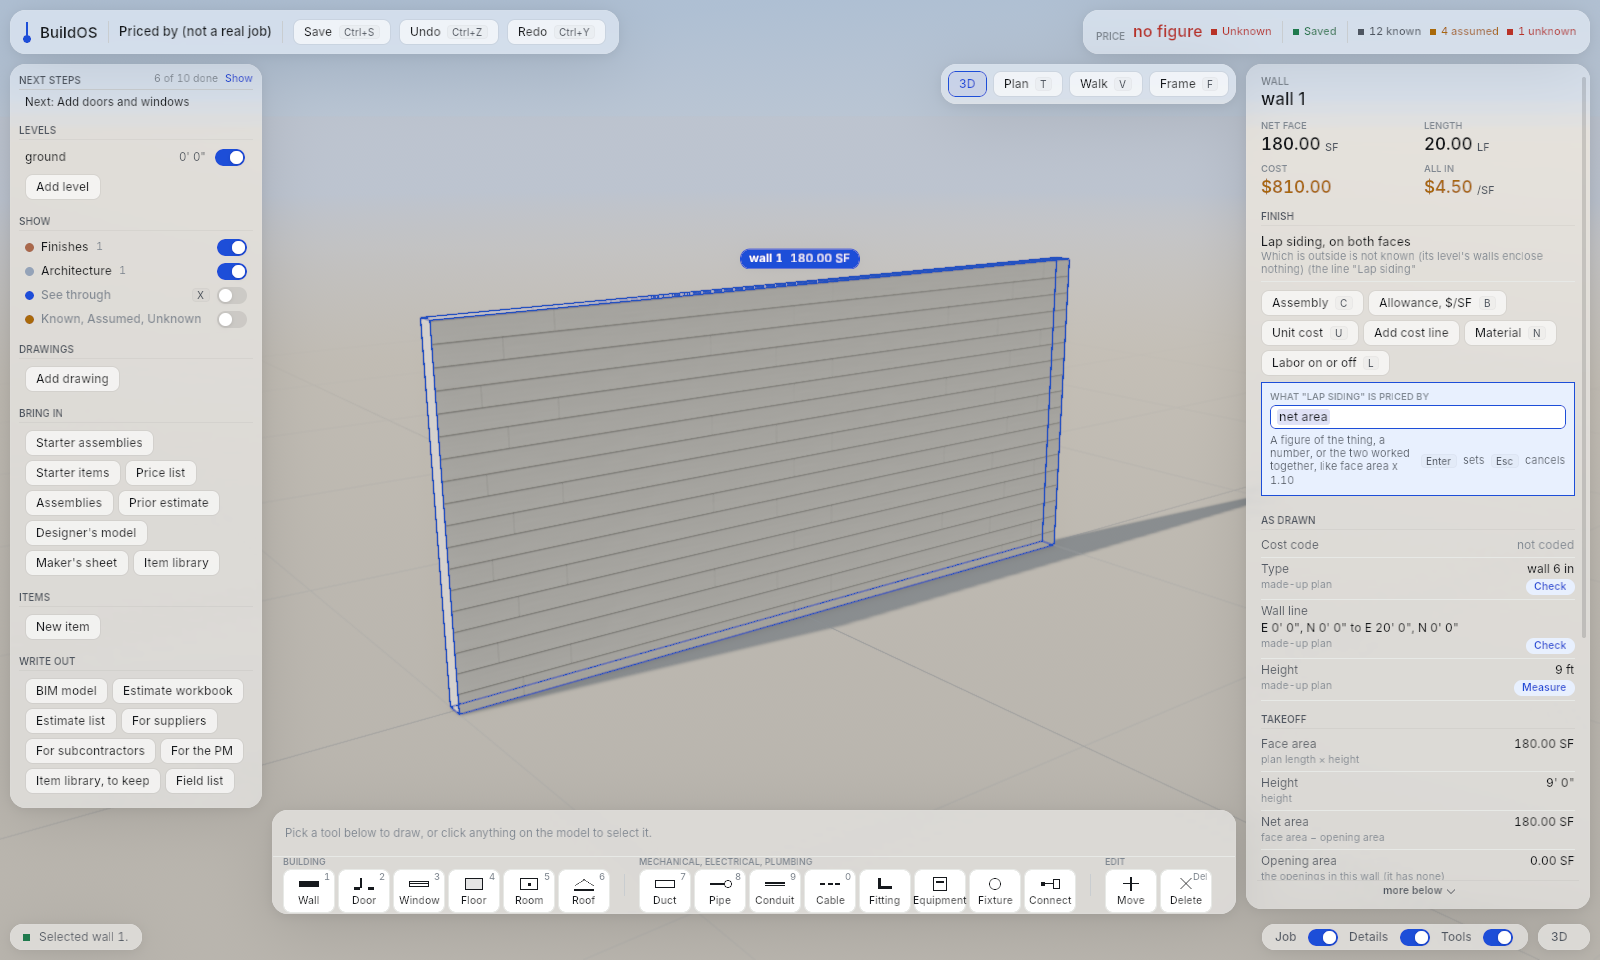 BuildOS
Priced by (not a real job)
Save Ctrl+S
Undo Ctrl+Z
Redo Ctrl+Y
PRICE no figure Unknown
Saved
12 known 4 assumed 1 unknown
NEXT STEPS 6 of 10 done Show
Next: Add doors and windows
LEVELS
ground 0' 0"
Add level
SHOW
Finishes 1
Architecture 1
See through X
Known, Assumed, Unknown
DRAWINGS
Add drawing
BRING IN
Starter assemblies
Starter items Price list
Assemblies Prior estimate
Designer's model
Maker's sheet Item library
ITEMS
New item
WRITE OUT
BIM model Estimate workbook
Estimate list For suppliers
For subcontractors For the PM
Item library, to keep Field list
3D Plan T Walk V Frame F
wall 1 180.00 SF
WALL
wall 1
NET FACE LENGTH
180.00 SF 20.00 LF
COST ALL IN
$810.00 $4.50 /SF
FINISH
Lap siding, on both faces
Which is outside is not known (its level's walls enclose
nothing) (the line "Lap siding"
Assembly C Allowance, $/SF B
Unit cost U Add cost line Material N
Labor on or off L
WHAT "LAP SIDING" IS PRICED BY
net area
A figure of the thing, a
number, or the two worked
together, like face area x
1.10
Enter sets Esc cancels
AS DRAWN
Cost code not coded
Type wall 6 in
made-up plan Check
Wall line
E 0' 0", N 0' 0" to E 20' 0", N 0' 0"
made-up plan Check
Height 9 ft
made-up plan Measure
TAKEOFF
Face area 180.00 SF
plan length × height
Height 9' 0"
height
Net area 180.00 SF
face area − opening area
Opening area 0.00 SF
the openings in this wall (it has none)
more below
Pick a tool below to draw, or click anything on the model to select it.
BUILDING MECHANICAL, ELECTRICAL, PLUMBING EDIT
1 2 3 4 5 6 7 8 9 0 Del
Wall Door Window Floor Room Roof Duct Pipe Conduit Cable Fitting Equipment Fixture Connect Move Delete
Selected wall 1.
Job Details Tools 3D